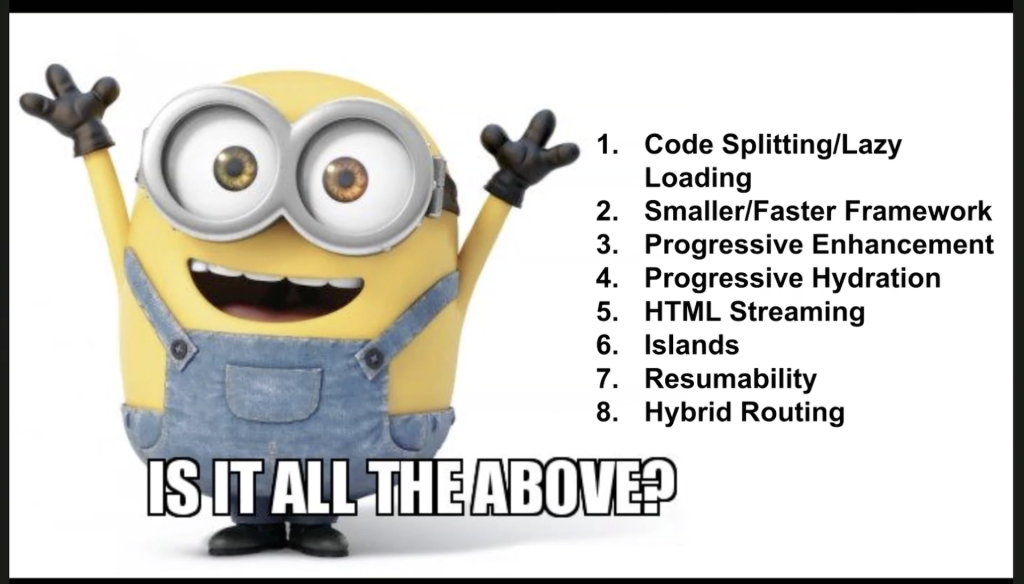 1. Code Splitting/Lazy
Loading
2. Smaller/Faster Framework
3. Progressive Enhancement
4. Progressive Hydration
5. HTML Streaming
6. Islands
7. Resumability
8. Hybrid Routing
IS IT ALL THE ABOVE?